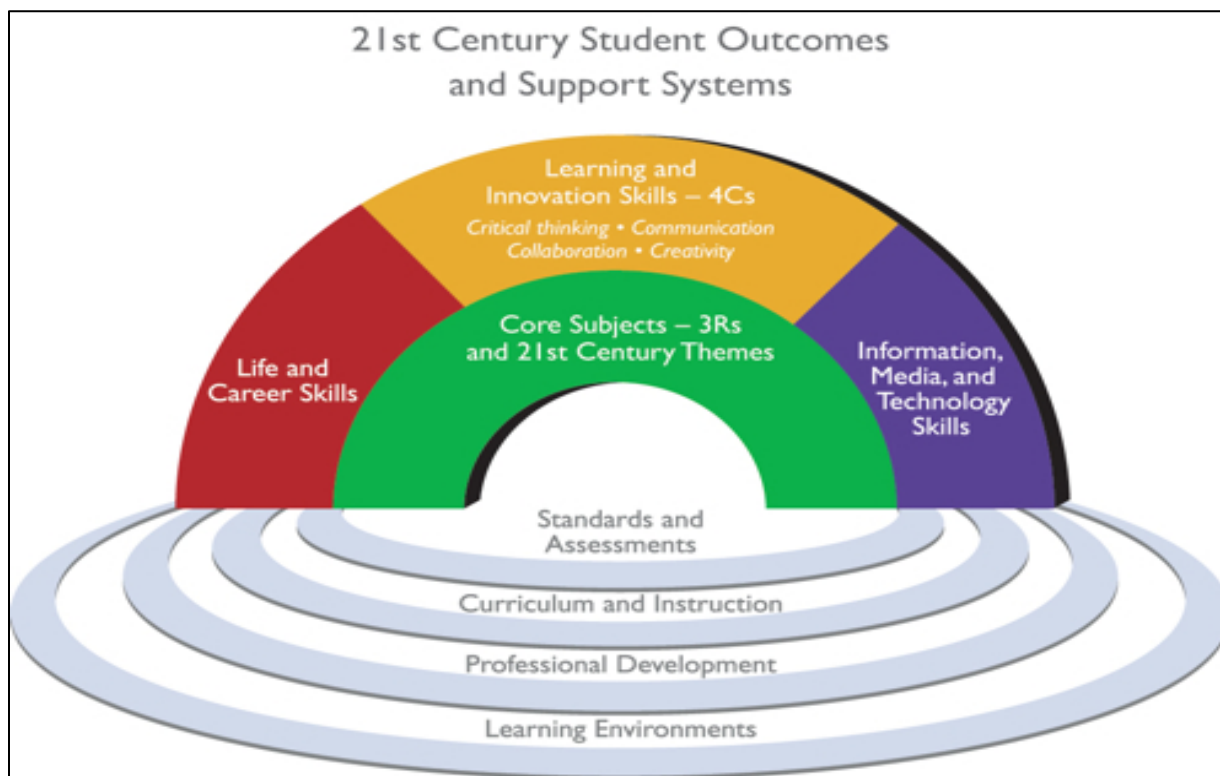 21st Century Student Outcomes
and Support Systems
Learning and
Innovation Skills – 4Cs
Critical thinking • Communication
Collaboration • Creativity
Core Subjects – 3Rs
and 21st Century Themes
Life and
Career Skills
Information,
Media, and
Technology
Skills
Standards and
Assessments
Curriculum and Instruction
Professional Development
Learning Environments